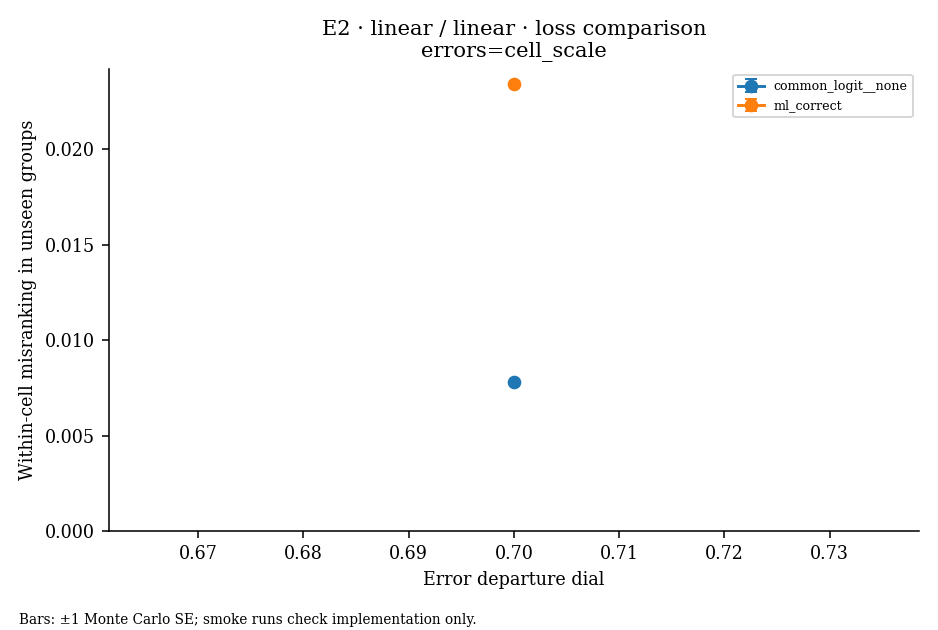 E2 · linear / linear · loss comparison
errors=cell_scale
common_logit__none
ml_correct
Within-cell misranking in unseen groups
0.020
0.015
0.010
0.005
0.000
0.67 0.68 0.69 0.70 0.71 0.72 0.73
Error departure dial
Bars: ±1 Monte Carlo SE; smoke runs check implementation only.